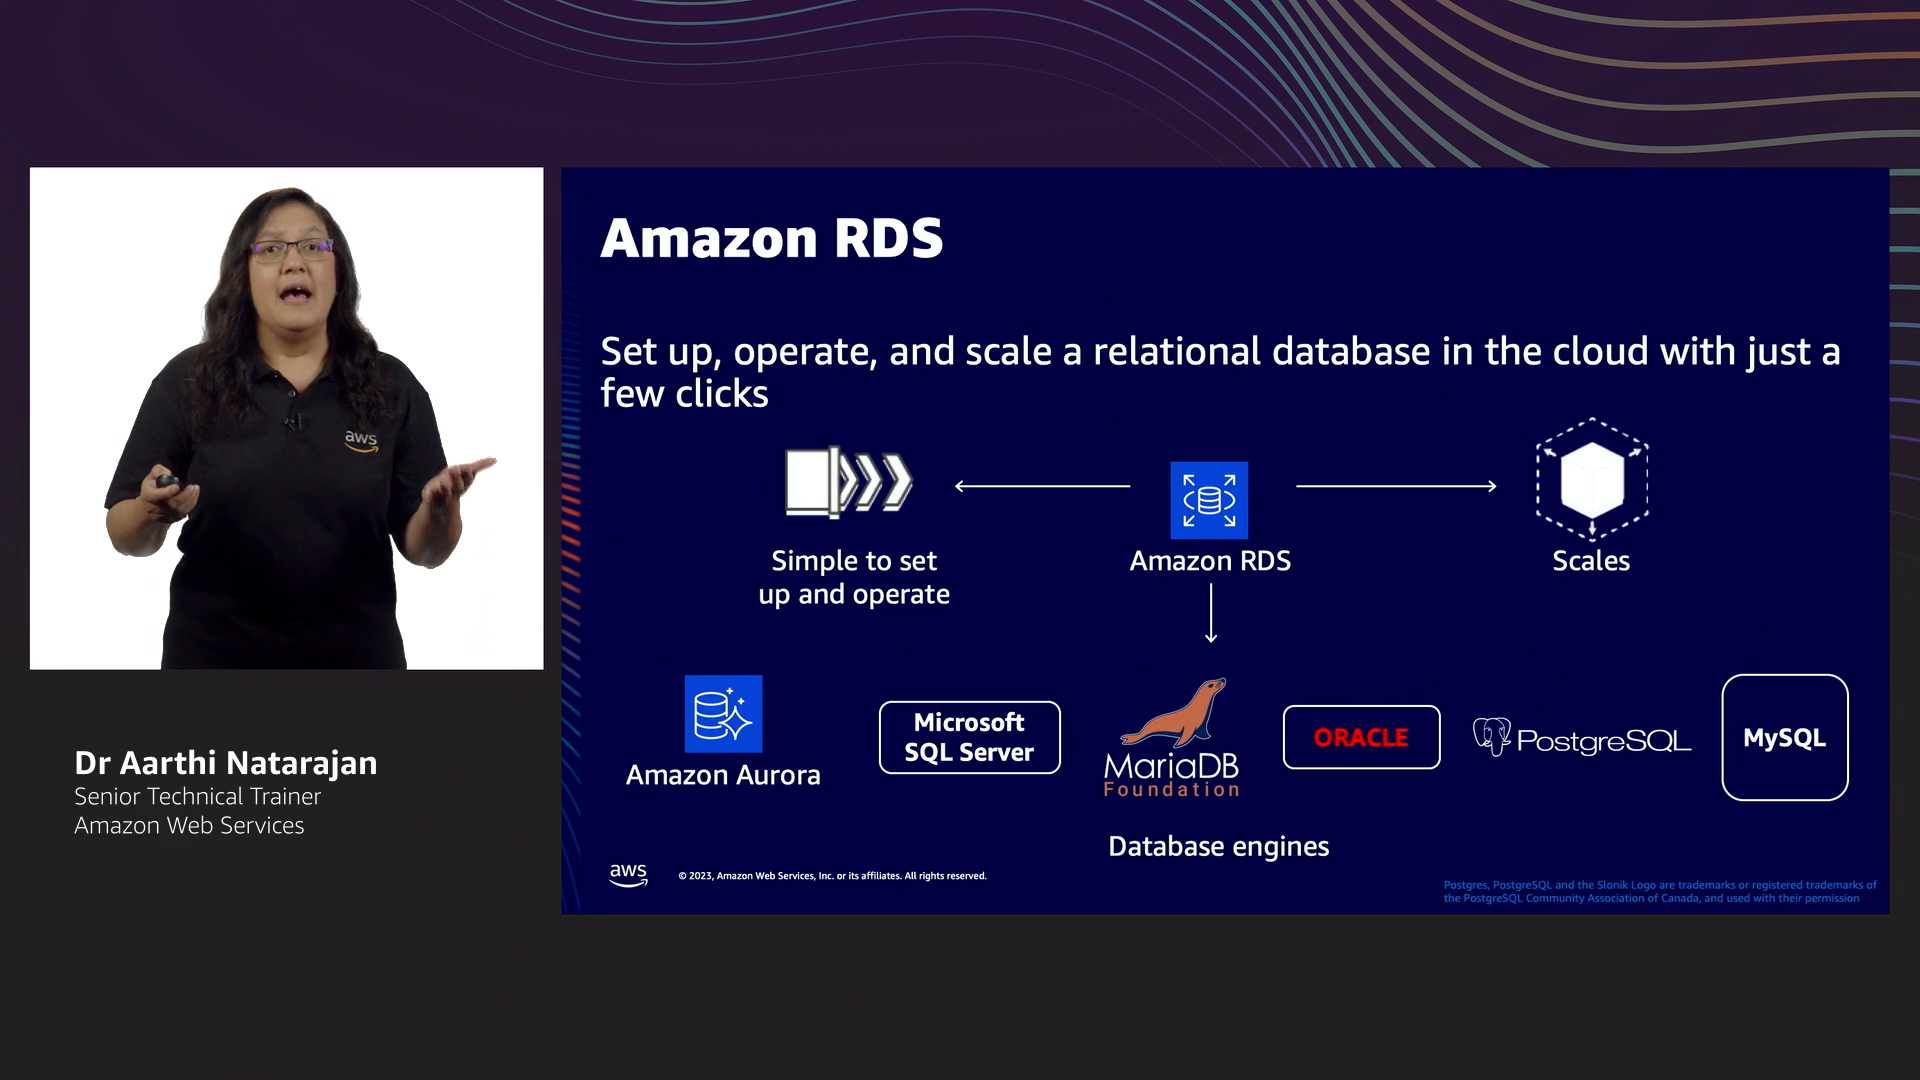 Amazon RDS
Set up, operate, and scale a relational database in the cloud with just a
few clicks
Simple to set
up and operate
Amazon RDS
Scales
Amazon Aurora
Microsoft
SQL Server
MariaDB
Foundation
ORACLE
PostgreSQL
MySQL
Database engines
aws
© 2023, Amazon Web Services, Inc. or its affiliates. All rights reserved.
Postgres, PostgreSQL and the Slonik Logo are trademarks or registered trademarks of
the PostgreSQL Community Association of Canada, and used with their permission
aws
Dr Aarthi Natarajan
Senior Technical Trainer
Amazon Web Services